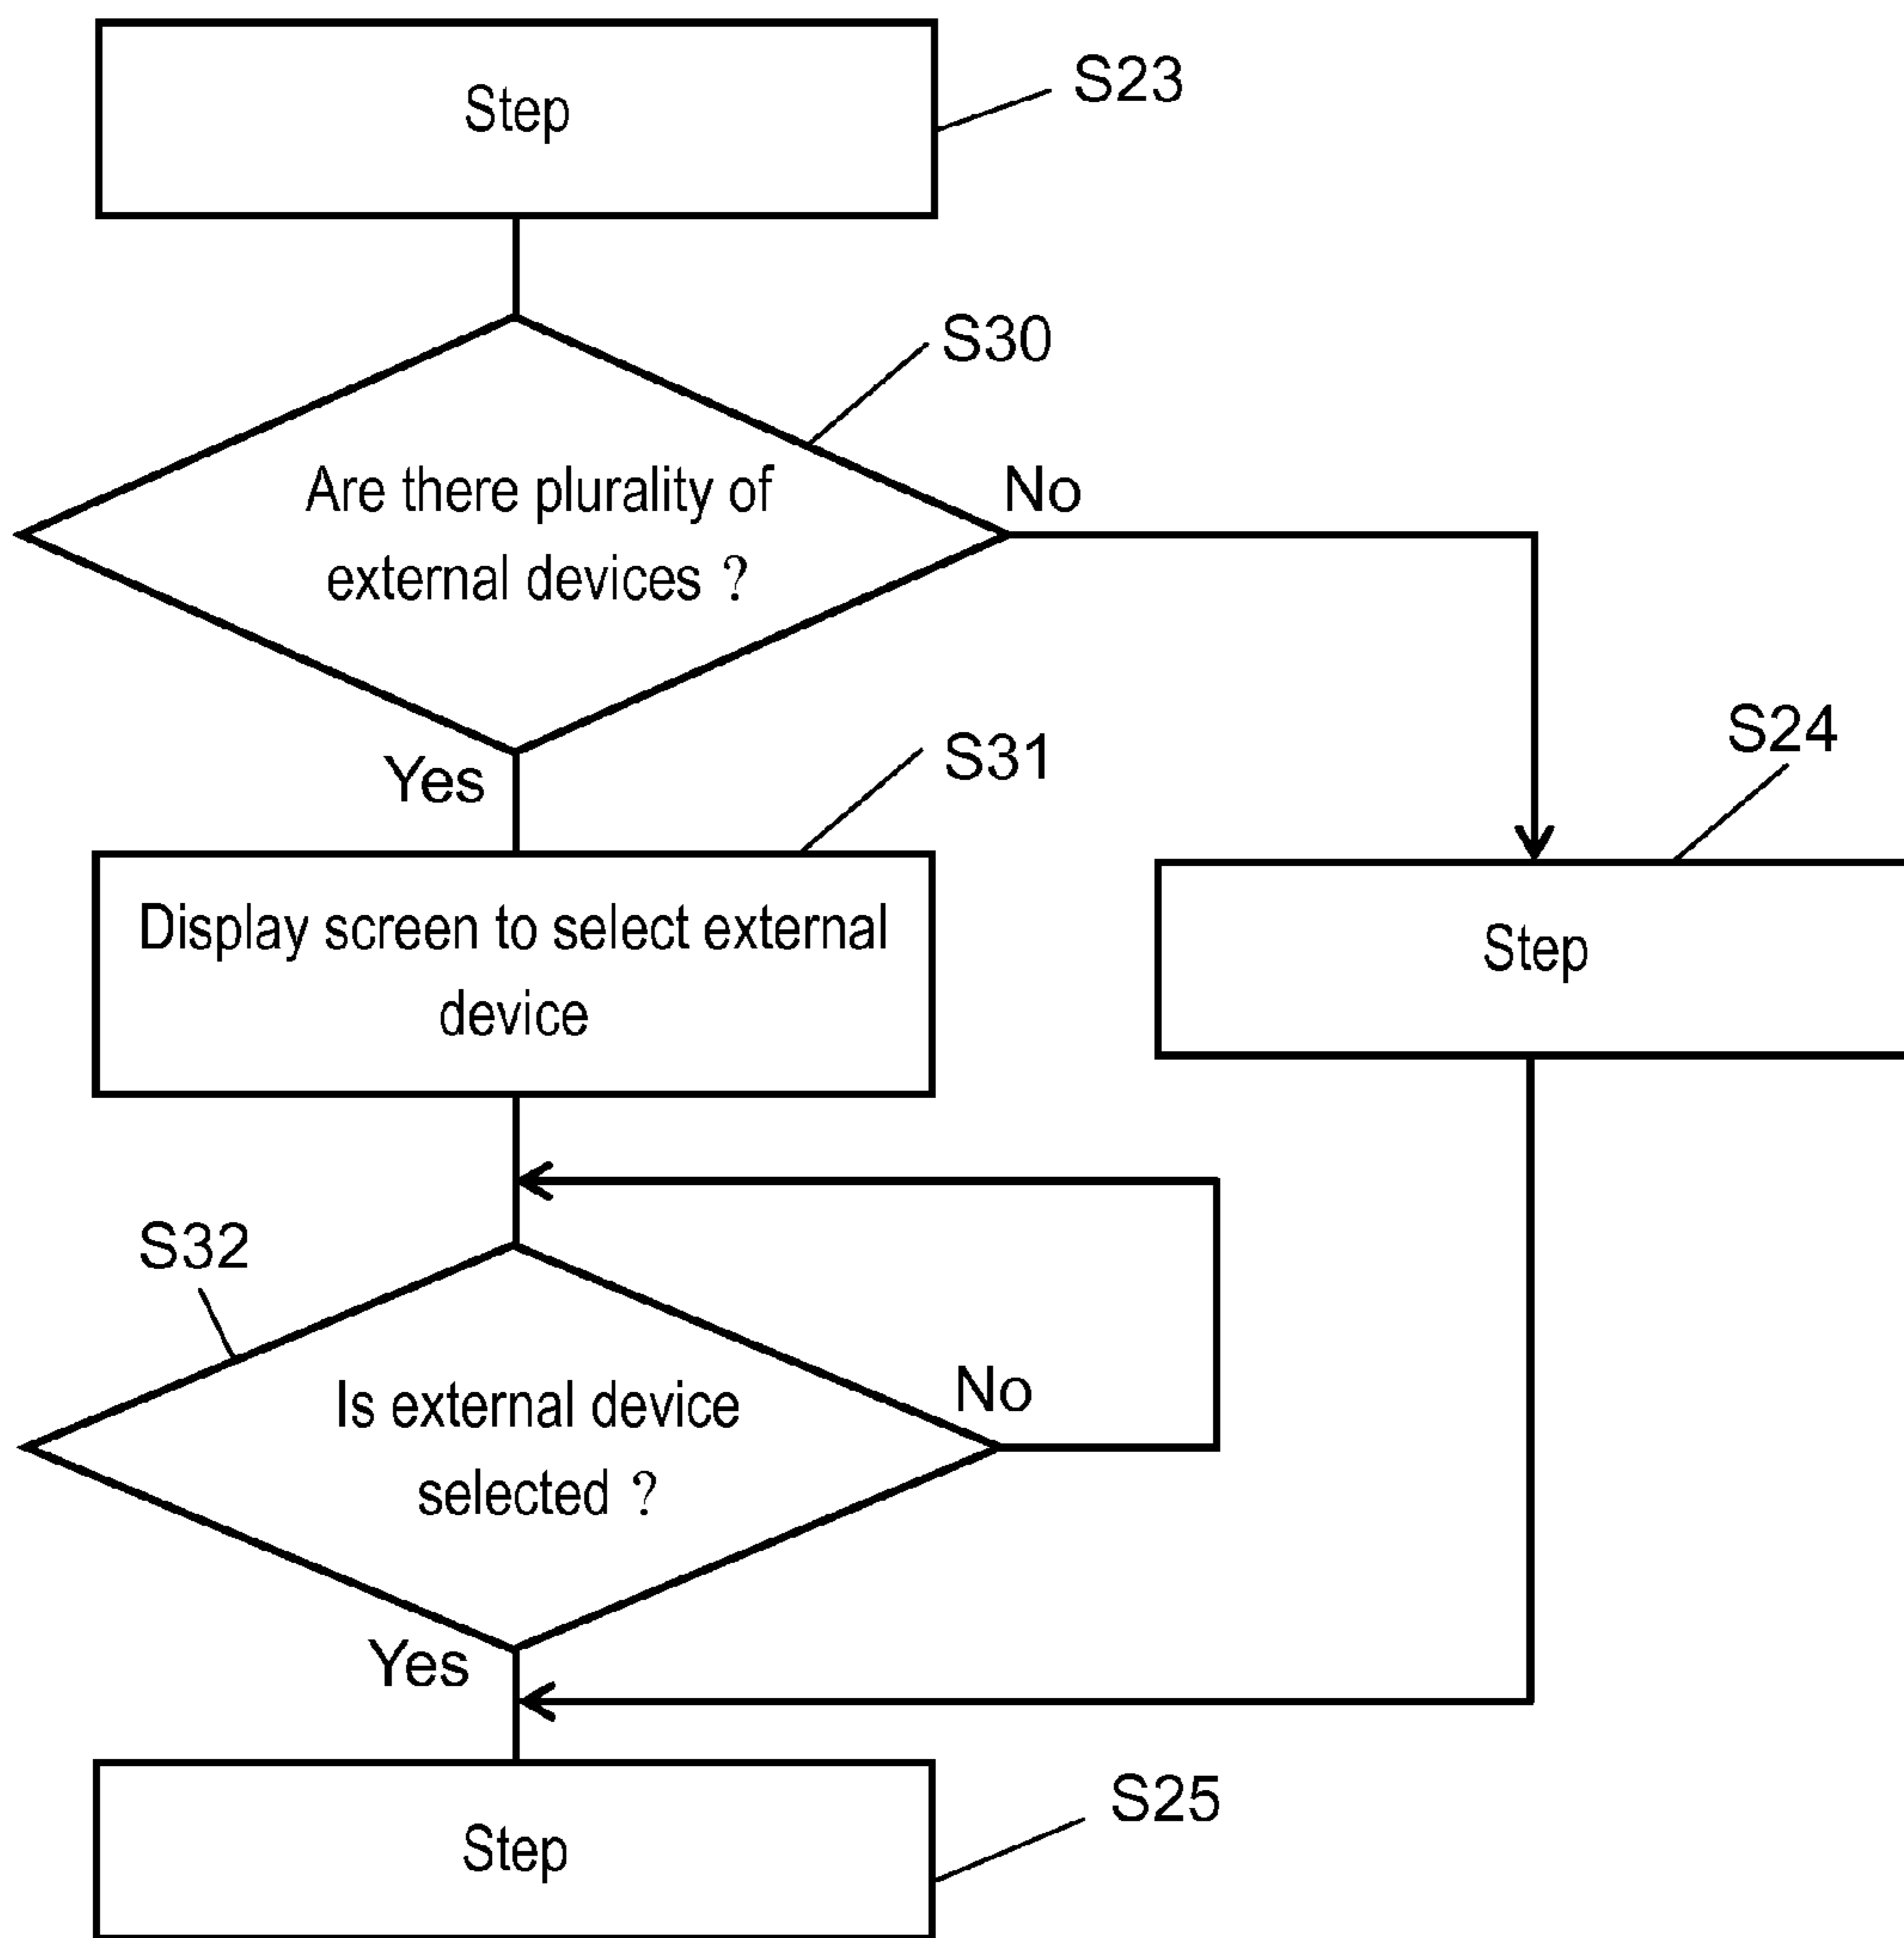 Step
S23
S30
Are there plurality of
external devices ?
No
Yes
S31
S24
Display screen to select external
device
Step
S32
Is external device
selected ?
No
Yes
S25
Step